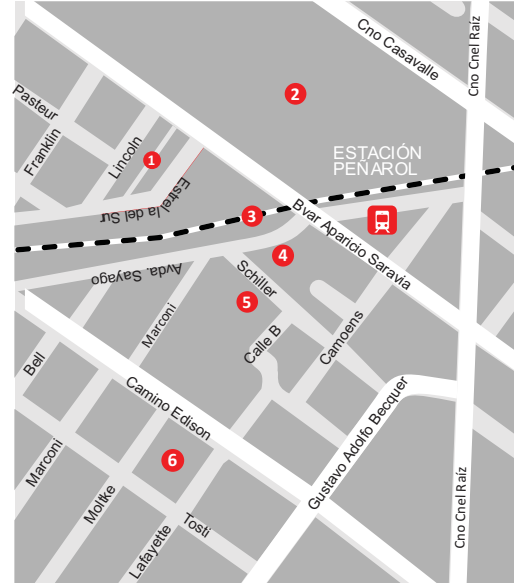 Cno Casavalle
Cno Cnel Raíz
2
Pasteur
Franklin
Lincoln
1
ESTACIÓN
PEÑAROL
Estrella del Sur
3
Bvar Aparicio Saravia
4
Avda. Sayago
Schiller
5
Marconi
Calle B
Camoens
Bell
Camino Edison
Gustavo Adolfo Becquer
6
Marconi
Moltke
Lafayette
Tosti
Cno Cnel Raíz